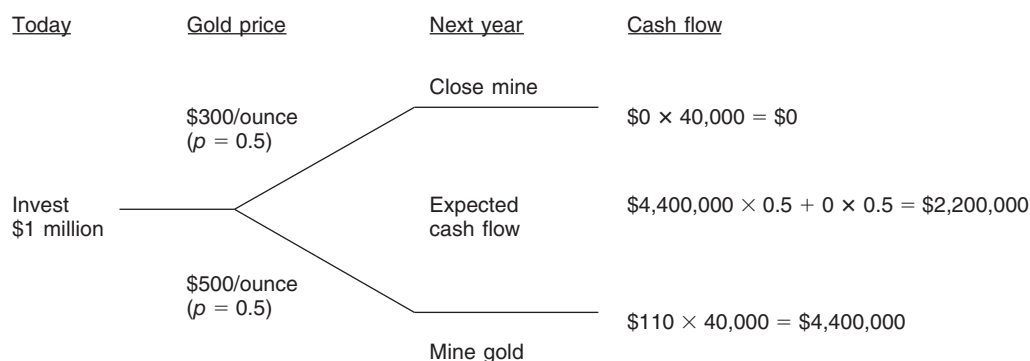 Today Gold price Next year Cash flow
Close mine
$300/ounce
(p = 0.5)
$0 × 40,000 = $0
Invest
$1 million
Expected
cash flow
$4,400,000 × 0.5 + 0 × 0.5 = $2,200,000
$500/ounce
(p = 0.5)
$110 × 40,000 = $4,400,000
Mine gold